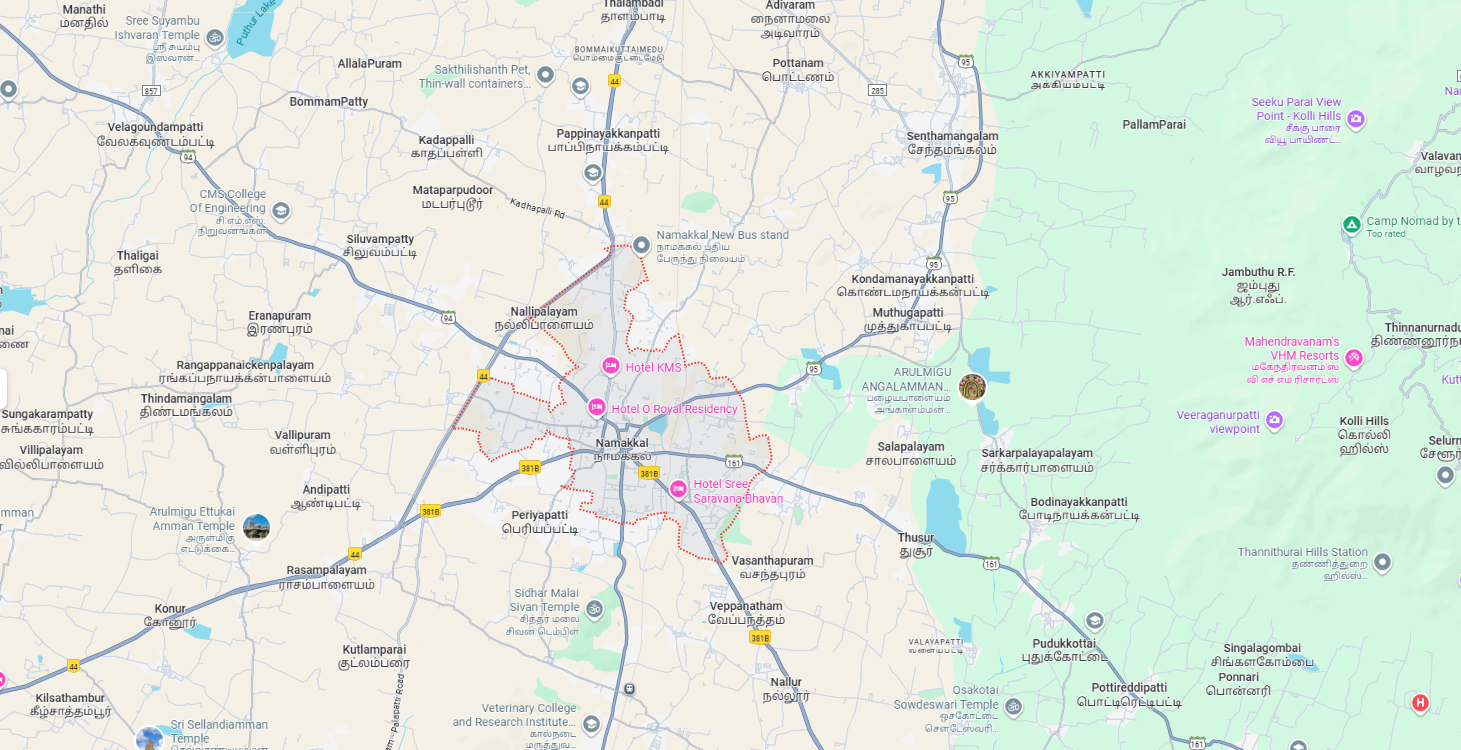 Manathi
மனதில்
Sree Suyambu
Ishvaran Temple
ஸ்ரீ சுயம்பு
இஸ்வரன்...
Puthur Lake
Thalambadi
தாளம்பாடி
Adivaram
நைனாமலை
அடிவாரம்
BOMMAIKUTTAIMEDU
பொம்மைகுட்டைமேடு
AllalaPuram
Sakthilishanth Pet,
Thin-wall containers...
44
Pottanam
பொட்டணம்
95
AKKIYAMPATTI
அக்கியம்பட்டி
857
285
BommamPatty
Seeku Parai View
Point - Kolli Hills
சீக்கு பாரை
வியூ பாயிண்ட்...
PallamParai
Velagoundampatti
வேலகவுண்டம்பட்டி
94
Kadappalli
காதப்பள்ளி
Pappinayakkanpatti
பாப்பிநாயக்கம்பட்டி
Senthamangalam
சேந்தமங்கலம்
Mataparpudoor
மடபர்புடூர்
44
Kadhapalli Rd
95
CMS College
Of Engineering
சி.எம்.எஸ்.
நிறுவனங்கள்
Camp Nomad by t
Top rated
Siluvampatty
சிலுவம்பட்டி
Namakkal New Bus stand
நாமக்கல் புதிய
பேருந்து நிலையம்
Thaligai
தளிகை
95
Kondamanayakkanpatti
கொண்டமநாயக்கன்பட்டி
Jambuthu R.F.
ஜம்புது
ஆர்.எஃப்.
Nallipalayam
நல்லிபாளையம்
94
Eranapuram
இரணபுரம்
Muthugapatti
முத்துகாப்பட்டி
Thinnanurnadu
Mahendravanam's
VHM Resorts
மகேந்திரவனம்ஸ்
வி எச் எம் ரிசார்ட்ஸ்
Rangappanaickenpalayam
ரங்கப்பநாயக்கன்பாளையம்
44
Hotel KMS
95
ARULMIGU
ANGALAMMAN...
பழையபாளையம்
அங்காளம்மன்...
Thindamangalam
திண்டமங்கலம்
Hotel O Royal Residency
Sungakarampatty
சுங்ககாரம்பட்டி
Veeraganurpatti
viewpoint
Kolli Hills
கொல்லி
ஹில்ஸ்
Vallipuram
வள்ளிபுரம்
Namakkal
நாமக்கல்
Villipalayam
வில்லிபாளையம்
Salapalayam
சாலபாளையம்
Sarkarpalayapalayam
சர்க்கார்பாளையம்
381B
381B
161
Andipatti
ஆண்டிபட்டி
Hotel Sree
Saravana Bhavan
381B
Bodinayakkanpatti
போடிநாயக்கன்பட்டி
Arulmigu Ettukai
Amman Temple
அருள்மிகு
எட்டுக்கை...
Periyapatti
பெரியப்பட்டி
Thusur
துசூர்
44
Vasanthapuram
வசந்தபுரம்
161
Thannithurai Hills Station
தண்ணித்துறை
ஹில்ஸ்...
Rasampalayam
ராசம்பாளையம்
Konur
கோனூர்
Sidhar Malai
Sivan Temple
சித்தர் மலை
சிவன் டெம்பிள்
Veppanatham
வேப்பநத்தம்
381B
VALAYAPATTI
வளையபட்டி
Pudukkottai
புதுக்கோட்டை
Singalagombai
சிங்களகோம்பை
Ponnari
பொன்னரி
Kutlamparai
குட்லம்பரை
44
Kilsathambur
கீழ்சாத்தம்பூர்
Nallur
நல்லூர்
Osakotai
Sowdeswari Temple
ஒசகோட்டை
சௌடேஸ்வரி...
Pottireddipatti
பொட்டிரெட்டிபட்டி
Veterinary College
and Research Institute...
கால்நடை
மருத்துவ...
Sri Sellandiamman
Temple
161
H